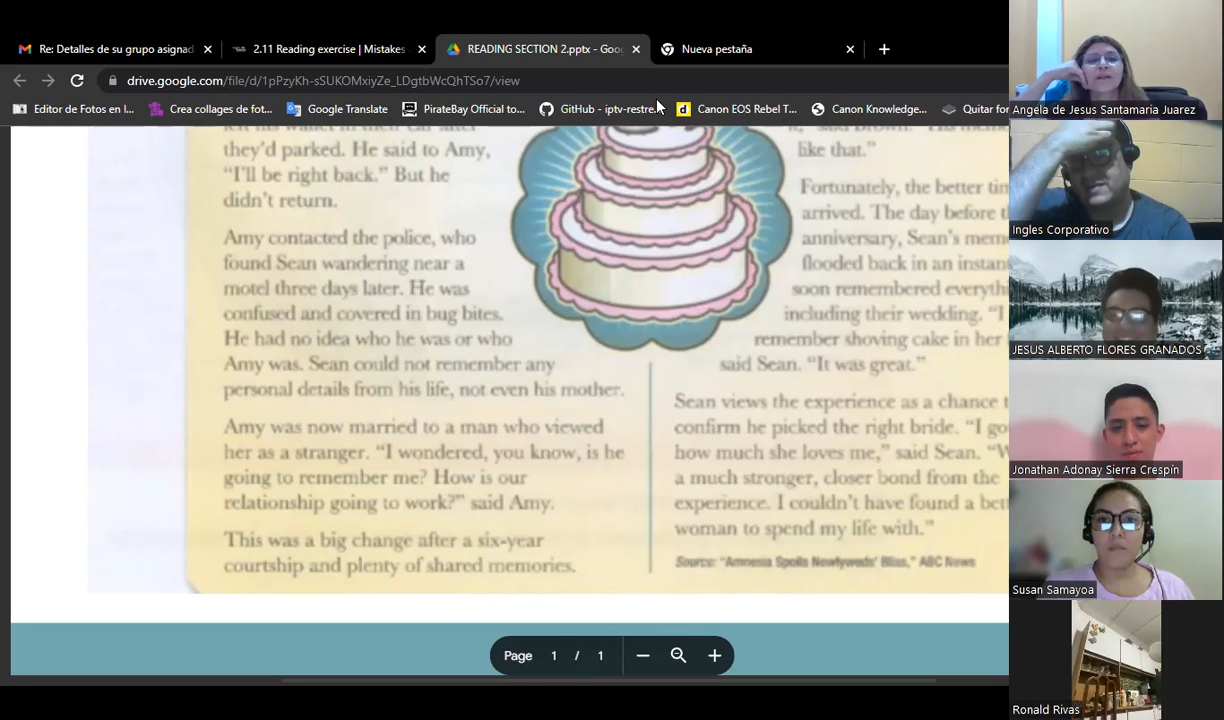 Re: Detalles de su grupo asignad
2.11 Reading exercise | Mistakes
READING SECTION 2.pptx - Goog
Nueva pestaña
drive.google.com/file/d/1pPzyKh-sSUKOMxiyZe_LDgtbWcQhTSo7/view
Editor de Fotos en l...
Crea collages de fot...
Google Translate
PirateBay Official to...
GitHub - iptv-restre...
Canon EOS Rebel T...
Canon Knowledge...
Quitar for
left his wallet in their car after
they'd parked. He said to Amy,
"I'll be right back." But he
didn't return.
Amy contacted the police, who
found Sean wandering near a
motel three days later. He was
confused and covered in bug bites.
He had no idea who he was or who
Amy was. Sean could not remember any
personal details from his life, not even his mother.
Amy was now married to a man who viewed
her as a stranger. "I wondered, you know, is he
going to remember me? How is our
relationship going to work?" said Amy.
This was a big change after a six-year
courtship and plenty of shared memories.
it," said Brown.
like that."
Fortunately, the better tim
arrived. The day before t
anniversary, Sean's mem
flooded back in an instan
soon remembered everythi
including their wedding. "I
remember shoving cake in her
said Sean. "It was great."
Sean views the experience as a chance t
confirm he picked the right bride. "I go
how much she loves me," said Sean. "W
a much stronger, closer bond from the
experience. I couldn't have found a bet
woman to spend my life with."
Source: "Amnesia Spoils Newlyweds' Bliss," ABC News
Page 1 / 1
Angela de Jesus Santamaria Juarez
Ingles Corporativo
JESUS ALBERTO FLORES GRANADOS
Jonathan Adonay Sierra Crespín
Susan Samayoa
Ronald Rivas